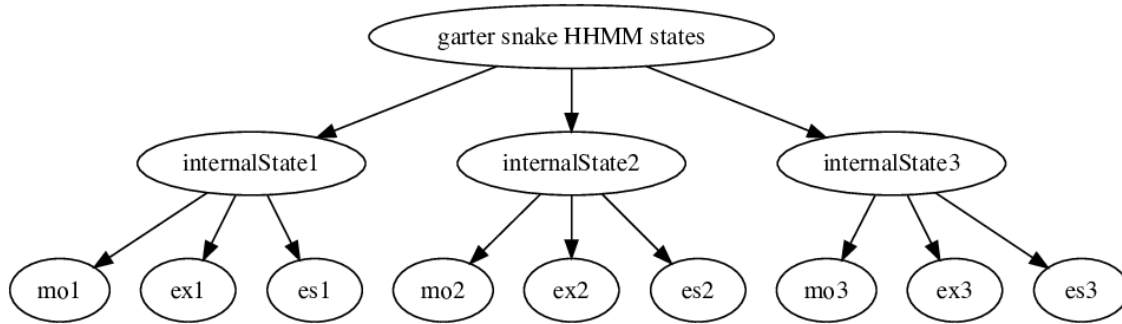 garter snake HHMM states
internalState1 internalState2 internalState3
mo1 ex1 es1 mo2 ex2 es2 mo3 ex3 es3